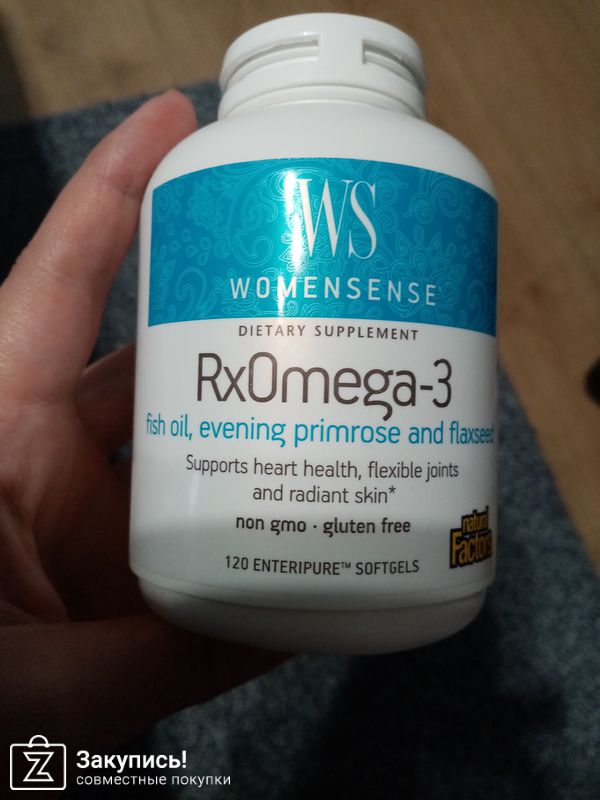 WS
WOMENSENSE
DIETARY SUPPLEMENT
RxOmega-3
fish oil, evening primrose and flaxseed
Supports heart health, flexible joints
and radiant skin*
non gmo · gluten free
natural
Factors
120 ENTERIPURE™ SOFTGELS
Закупись!
совместные покупки